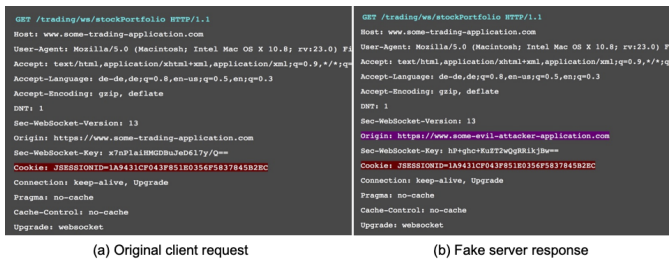 GET /trading/ws/stockPortfolio HTTP/1.1
Host: www.some-trading-application.com
User-Agent: Mozilla/5.0 (Macintosh; Intel Mac OS X 10.8; rv:23.0) Fi
Accept: text/html,application/xhtml+xml,application/xml;q=0.9,*/*;q=
Accept-Language: de-de,de;q=0.8,en-us;q=0.5,en;q=0.3
Accept-Encoding: gzip, deflate
DNT: 1
Sec-WebSocket-Version: 13
Origin: https://www.some-trading-application.com
Sec-WebSocket-Key: x7nPlaiHMGDBuJeD6l7y/Q==
Cookie: JSESSIONID=1A9431CF043F851E0356F5837845B2EC
Connection: keep-alive, Upgrade
Pragma: no-cache
Cache-Control: no-cache
Upgrade: websocket
(a) Original client request
GET /trading/ws/stockPortfolio HTTP/1.1
Host: www.some-trading-application.com
User-Agent: Mozilla/5.0 (Macintosh; Intel Mac OS X 10.8; rv:23.0) F
Accept: text/html,application/xhtml+xml,application/xml;q=0.9,*/*;q
Accept-Language: de-de,de;q=0.8,en-us;q=0.5,en;q=0.3
Accept-Encoding: gzip, deflate
DNT: 1
Sec-WebSocket-Version: 13
Origin: https://www.some-evil-attacker-application.com
Sec-WebSocket-Key: hP+ghc+KuZT2wQgRRikjBw==
Cookie: JSESSIONID=1A9431CF043F851E0356F5837845B2EC
Connection: keep-alive, Upgrade
Pragma: no-cache
Cache-Control: no-cache
Upgrade: websocket
(b) Fake server response